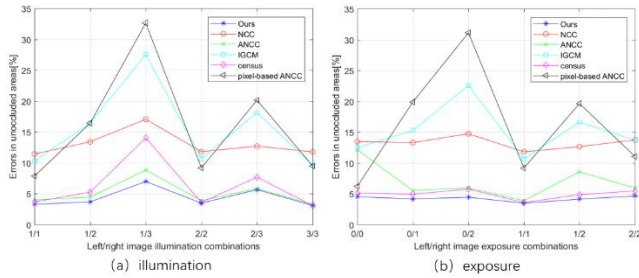 35
30
25
20
15
10
5
0
Errors in unoccluded areas[%]
Ours
NCC
ANCC
IGCM
census
pixel-based ANCC
1/1 1/2 1/3 2/2 2/3 3/3
Left/right image illumination combinations
(a) illumination
35
30
25
20
15
10
5
0
Errors in unoccluded areas[%]
Ours
NCC
ANCC
IGCM
census
pixel-based ANCC
0/0 0/1 0/2 1/1 1/2 2/2
Left/right image exposure combinations
(b) exposure